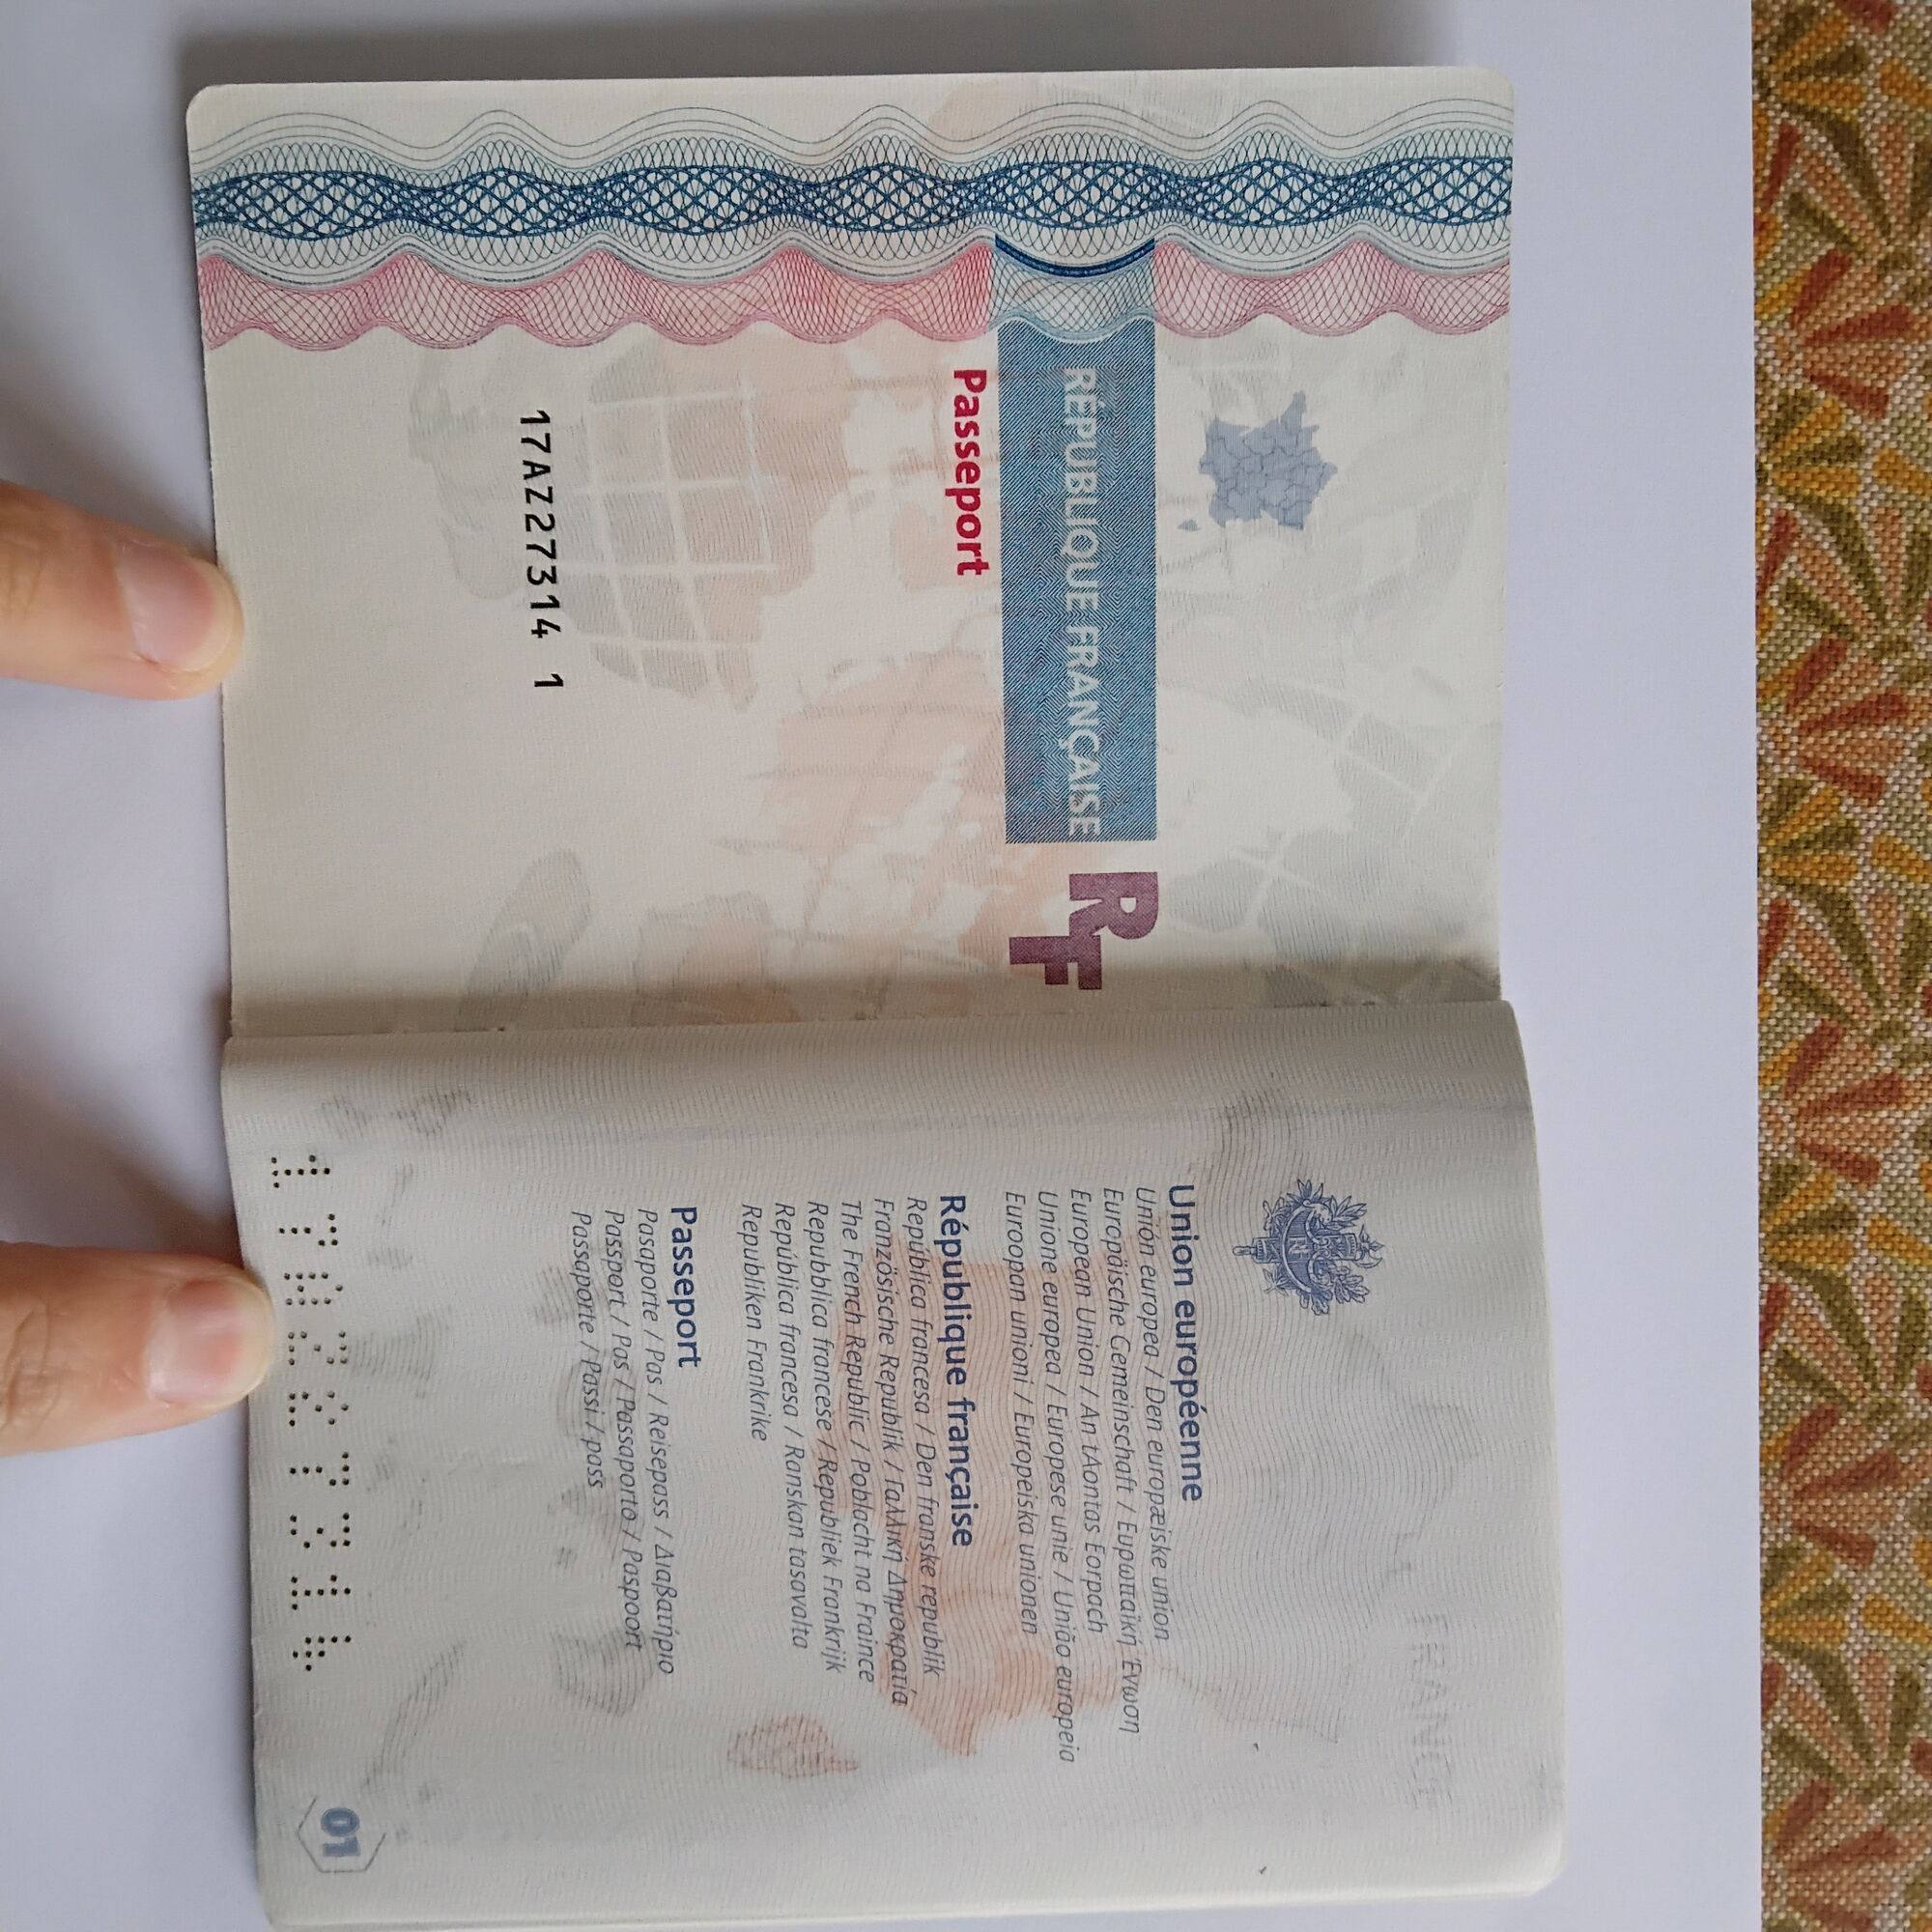 RÉPUBLIQUE FRANÇAISE
RF
Passeport
17AZ27314 1
FRANCE
Union européenne
Unión europea / Den europæiske union
Europäische Gemeinschaft / Ευρωπαϊκή Ένωση
European Union / An tAontas Eorpach
Unione europea / Europese unie / União europeia
Euroopan unioni / Europeiska unionen
République française
República francesa / Den franske republik
Französische Republik / Γαλλική Δημοκρατία
The French Republic / Poblacht na Fraince
Repubblica francese / Republiek Frankrijk
República francesa / Ranskan tasavalta
Republiken Frankrike
Passeport
Pasaporte / Pas / Reisepass / Διαβατήριο
Passport / Pas / Passaporto / Paspoort
Passaporte / Passi / pass
17AZ27314
01